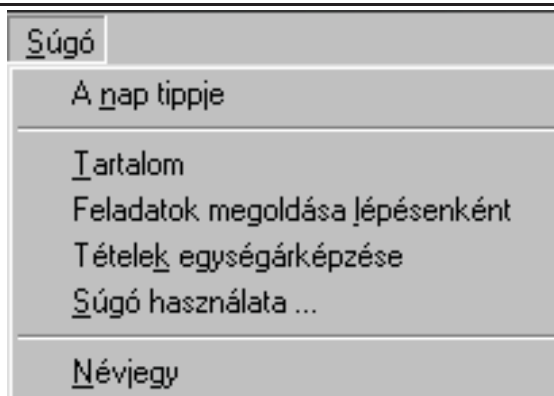 Súgó
A nap tippje
Tartalom
Feladatok megoldása lépésenként
Tételek egységárképzése
Súgó használata ...
Névjegy